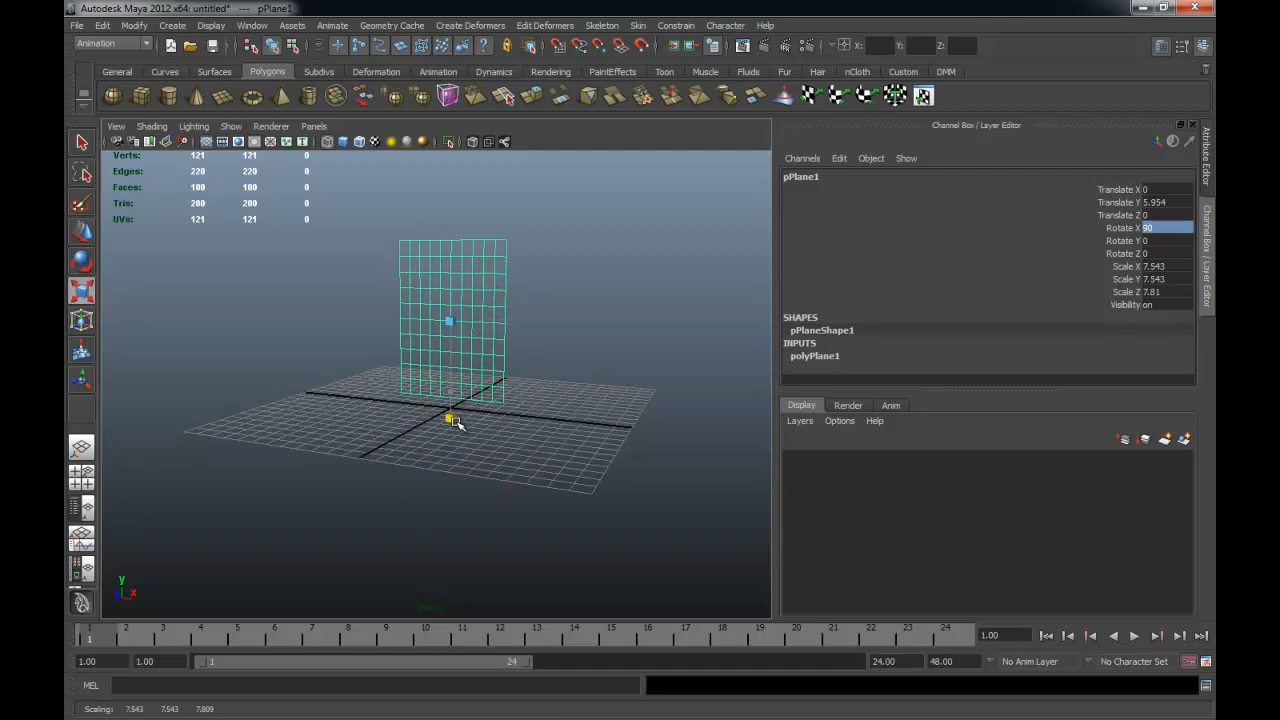 Autodesk Maya 2012 x64: untitled* --- pPlane1
File Edit Modify Create Display Window Assets Animate Geometry Cache Create Deformers Edit Deformers Skeleton Skin Constrain Character Help
Animation X: Y: Z:
General Curves Surfaces Polygons Subdivs Deformation Animation Dynamics Rendering PaintEffects Toon Muscle Fluids Fur Hair nCloth Custom DMM
View Shading Lighting Show Renderer Panels
Channel Box / Layer Editor
Verts: 121 121 0
Edges: 220 220 0
Faces: 100 100 0
Tris: 200 200 0
UVs: 121 121 0
y
x
persp
Channels Edit Object Show
pPlane1
Translate X 0
Translate Y 5.954
Translate Z 0
Rotate X 90
Rotate Y 0
Rotate Z 0
Scale X 7.543
Scale Y 7.543
Scale Z 7.81
Visibility on
SHAPES
pPlaneShape1
INPUTS
polyPlane1
Display Render Anim
Layers Options Help
Attribute Editor
Channel Box / Layer Editor
1 2 3 4 5 6 7 8 9 10 11 12 13 14 15 16 17 18 19 20 21 22 23 24
1 1.00
1.00 1.00 1 24 24.00 48.00 No Anim Layer No Character Set
MEL
Scaling: 7.543 7.543 7.809